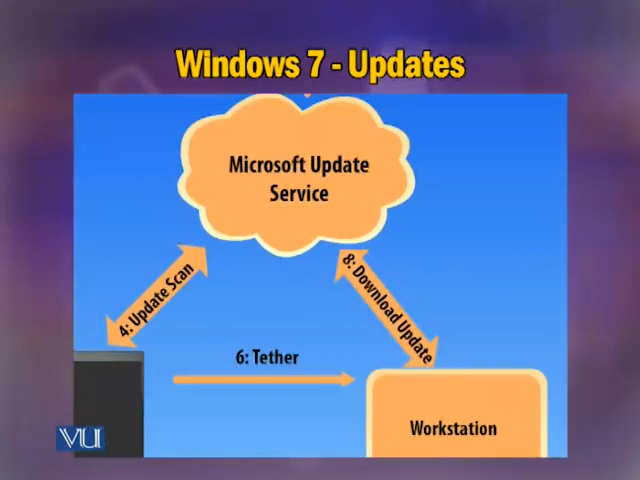 Windows 7 - Updates
Microsoft Update
Service
4: Update Scan
8: Download Update
6: Tether
Workstation
VU